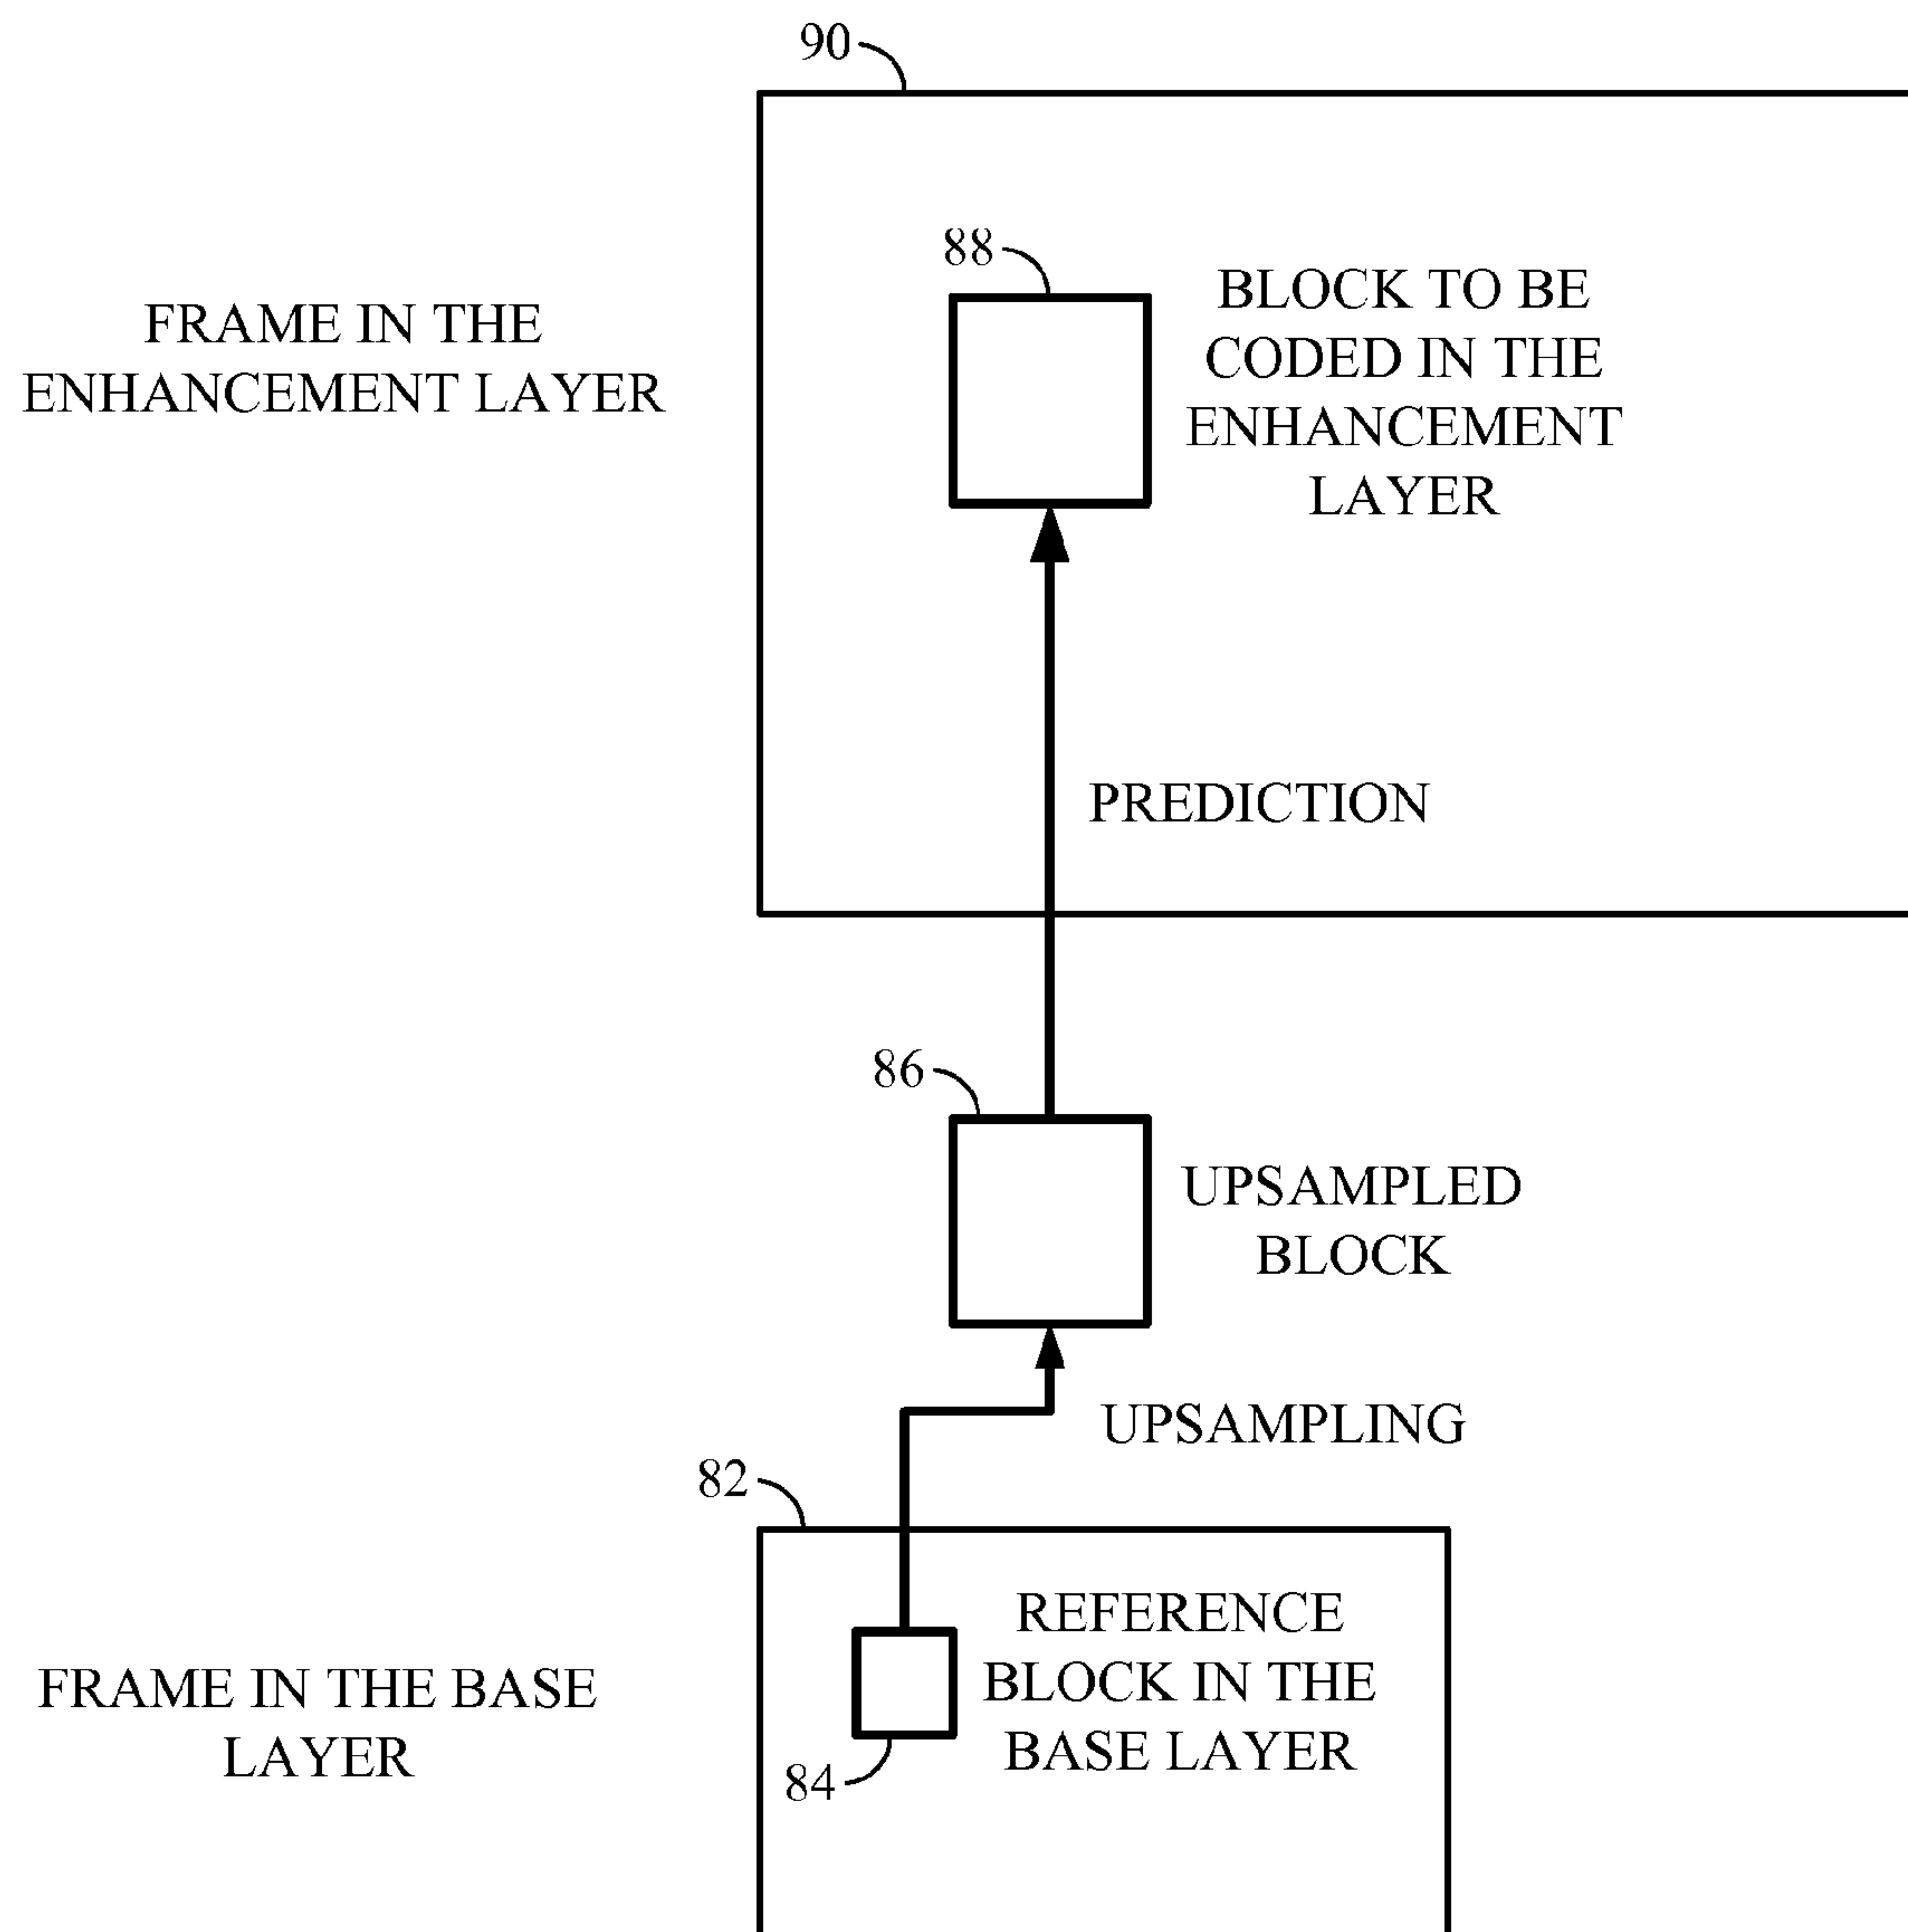 90
88
BLOCK TO BE
CODED IN THE
ENHANCEMENT
LAYER
FRAME IN THE
ENHANCEMENT LAYER
PREDICTION
86
UPSAMPLED
BLOCK
UPSAMPLING
82
REFERENCE
BLOCK IN THE
BASE LAYER
FRAME IN THE BASE
LAYER
84